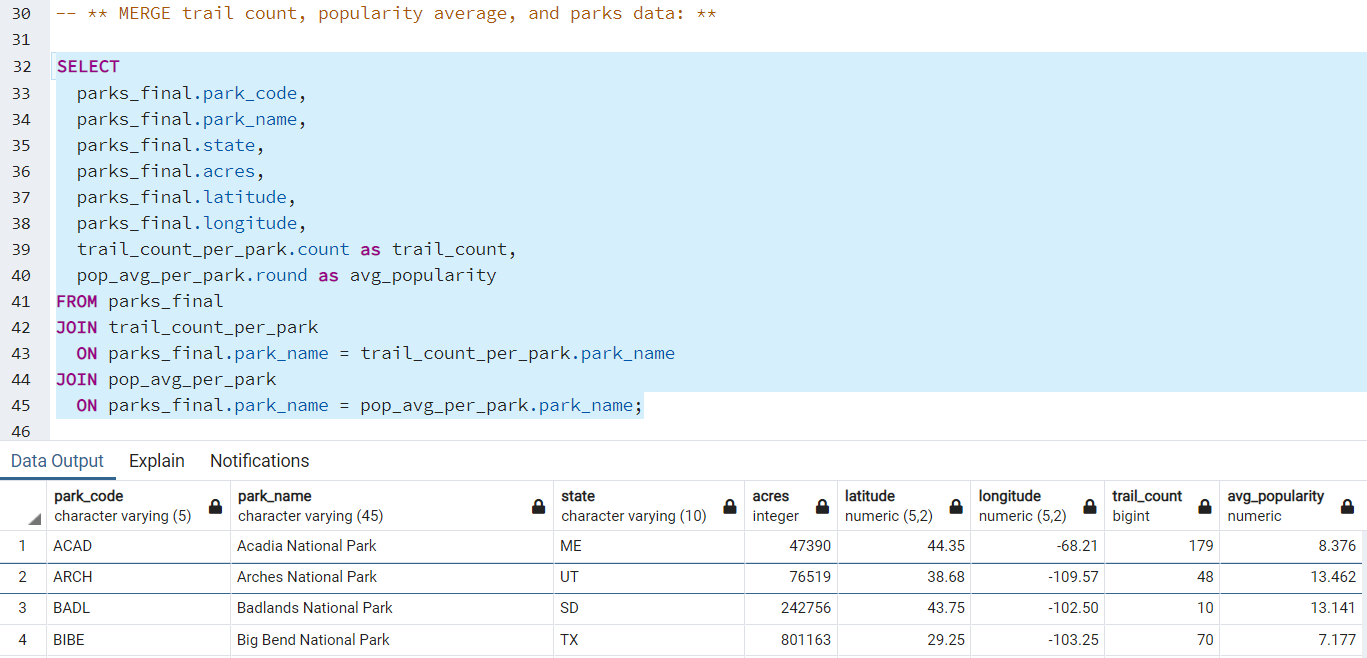 30 -- ** MERGE trail count, popularity average, and parks data: **
31
32 SELECT
33 parks_final.park_code,
34 parks_final.park_name,
35 parks_final.state,
36 parks_final.acres,
37 parks_final.latitude,
38 parks_final.longitude,
39 trail_count_per_park.count as trail_count,
40 pop_avg_per_park.round as avg_popularity
41 FROM parks_final
42 JOIN trail_count_per_park
43 ON parks_final.park_name = trail_count_per_park.park_name
44 JOIN pop_avg_per_park
45 ON parks_final.park_name = pop_avg_per_park.park_name;
46
Data Output Explain Notifications
park_code park_name state acres latitude longitude trail_count avg_popularity
character varying (5) character varying (45) character varying (10) integer numeric (5,2) numeric (5,2) bigint numeric
1 ACAD Acadia National Park ME 47390 44.35 -68.21 179 8.376
2 ARCH Arches National Park UT 76519 38.68 -109.57 48 13.462
3 BADL Badlands National Park SD 242756 43.75 -102.50 10 13.141
4 BIBE Big Bend National Park TX 801163 29.25 -103.25 70 7.177